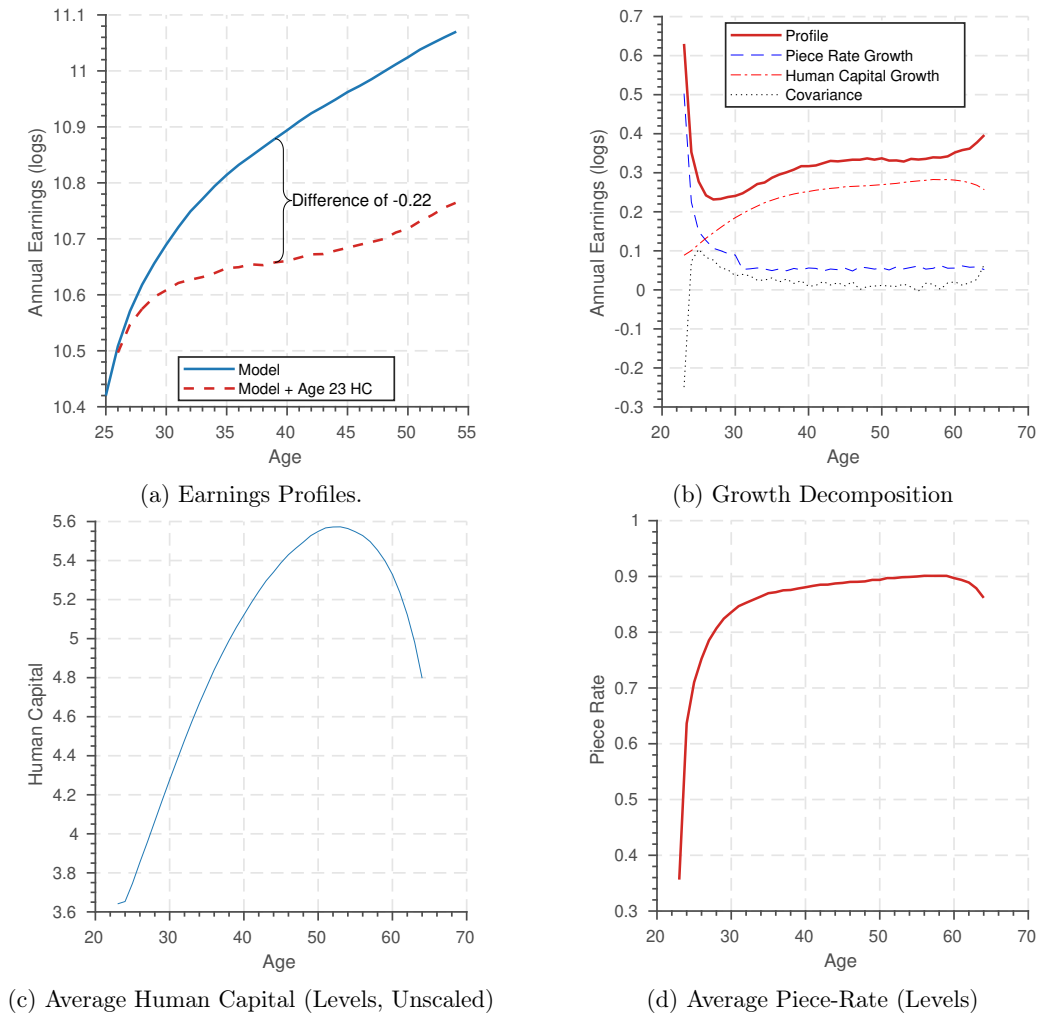 11.1
11
10.9
10.8
10.7
10.6
10.5
10.4
Annual Earnings (logs)
Difference of -0.22
Model
Model + Age 23 HC
25 30 35 40 45 50 55
Age
(a) Earnings Profiles.
0.7
0.6
0.5
0.4
0.3
0.2
0.1
0
-0.1
-0.2
-0.3
Annual Earnings (logs)
Profile
Piece Rate Growth
Human Capital Growth
Covariance
20 30 40 50 60 70
Age
(b) Growth Decomposition
5.6
5.4
5.2
5
4.8
4.6
4.4
4.2
4
3.8
3.6
Human Capital
20 30 40 50 60 70
Age
(c) Average Human Capital (Levels, Unscaled)
1
0.9
0.8
0.7
0.6
0.5
0.4
0.3
Piece Rate
20 30 40 50 60 70
Age
(d) Average Piece-Rate (Levels)